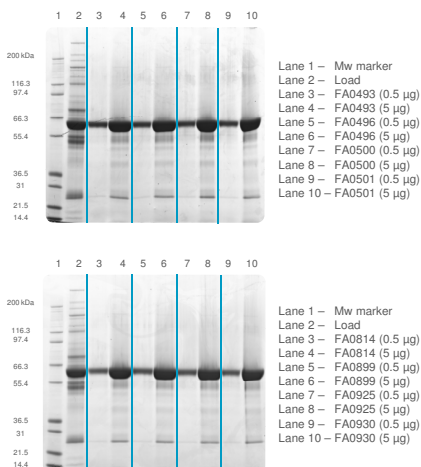 1 2 3 4 5 6 7 8 9 10
200 kDa
116.3
97.4
66.3
55.4
36.5
31
21.5
14.4
Lane 1 – Mw marker
Lane 2 – Load
Lane 3 – FA0493 (0.5 µg)
Lane 4 – FA0493 (5 µg)
Lane 5 – FA0496 (0.5 µg)
Lane 6 – FA0496 (5 µg)
Lane 7 – FA0500 (0.5 µg)
Lane 8 – FA0500 (5 µg)
Lane 9 – FA0501 (0.5 µg)
Lane 10 – FA0501 (5 µg)
1 2 3 4 5 6 7 8 9 10
200 kDa
116.3
97.4
66.3
55.4
36.5
31
21.5
14.4
Lane 1 – Mw marker
Lane 2 – Load
Lane 3 – FA0814 (0.5 µg)
Lane 4 – FA0814 (5 µg)
Lane 5 – FA0899 (0.5 µg)
Lane 6 – FA0899 (5 µg)
Lane 7 – FA0925 (0.5 µg)
Lane 8 – FA0925 (5 µg)
Lane 9 – FA0930 (0.5 µg)
Lane 10 – FA0930 (5 µg)